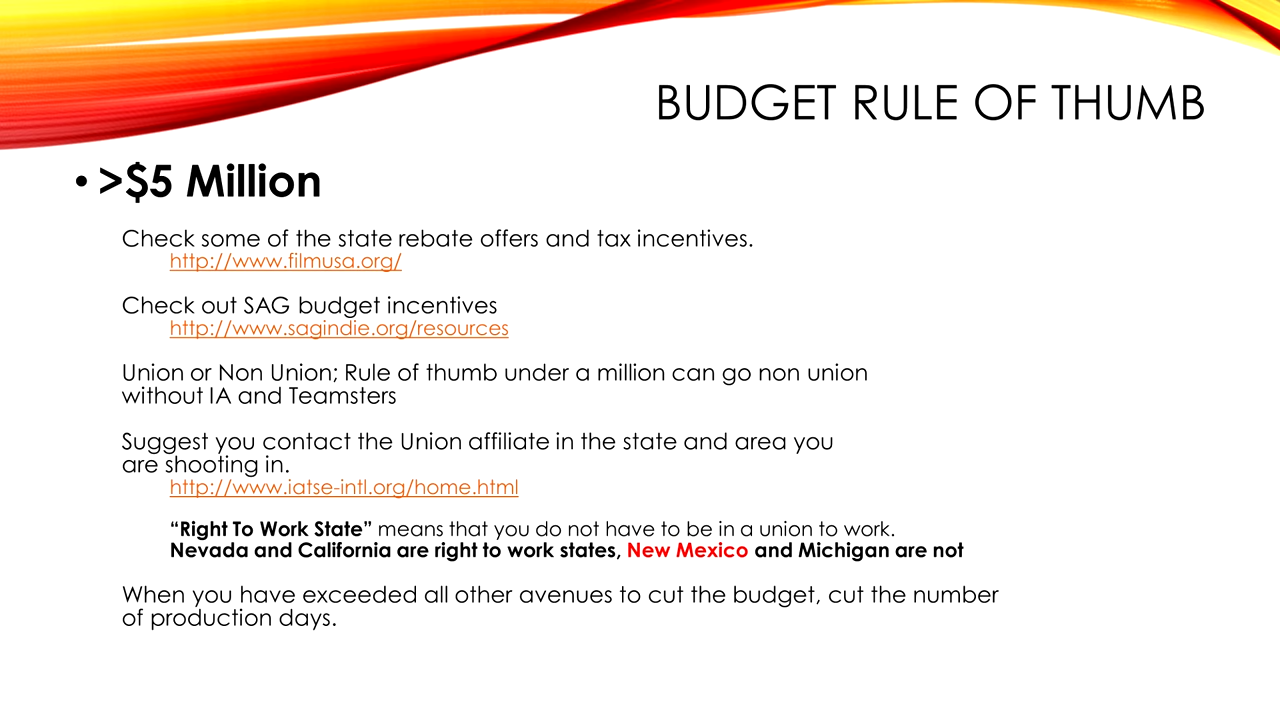 BUDGET RULE OF THUMB
• >$5 Million
Check some of the state rebate offers and tax incentives.
http://www.filmusa.org/
Check out SAG budget incentives
http://www.sagindie.org/resources
Union or Non Union; Rule of thumb under a million can go non union
without IA and Teamsters
Suggest you contact the Union affiliate in the state and area you
are shooting in.
http://www.iatse-intl.org/home.html
“Right To Work State” means that you do not have to be in a union to work.
Nevada and California are right to work states, New Mexico and Michigan are not
When you have exceeded all other avenues to cut the budget, cut the number
of production days.